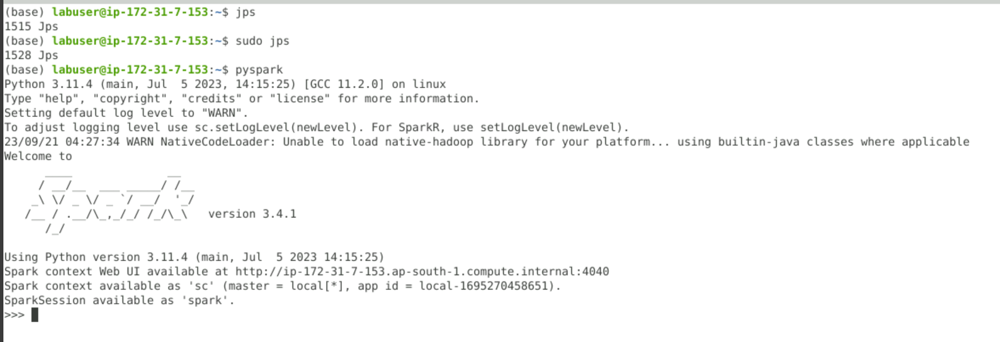 (base) labuser@ip-172-31-7-153:~$ jps
1515 Jps
(base) labuser@ip-172-31-7-153:~$ sudo jps
1528 Jps
(base) labuser@ip-172-31-7-153:~$ pyspark
Python 3.11.4 (main, Jul  5 2023, 14:15:25) [GCC 11.2.0] on linux
Type "help", "copyright", "credits" or "license" for more information.
Setting default log level to "WARN".
To adjust logging level use sc.setLogLevel(newLevel). For SparkR, use setLogLevel(newLevel).
23/09/21 04:27:34 WARN NativeCodeLoader: Unable to load native-hadoop library for your platform... using builtin-java classes where applicable
Welcome to
      ____              __
     / __/__  ___ _____/ /__
    _\ \/ _ \/ _ `/ __/  '_/
   /__ / .__/\_,_/_/ /_/\_\   version 3.4.1
      /_/
Using Python version 3.11.4 (main, Jul  5 2023 14:15:25)
Spark context Web UI available at http://ip-172-31-7-153.ap-south-1.compute.internal:4040
Spark context available as 'sc' (master = local[*], app id = local-1695270458651).
SparkSession available as 'spark'.
>>>